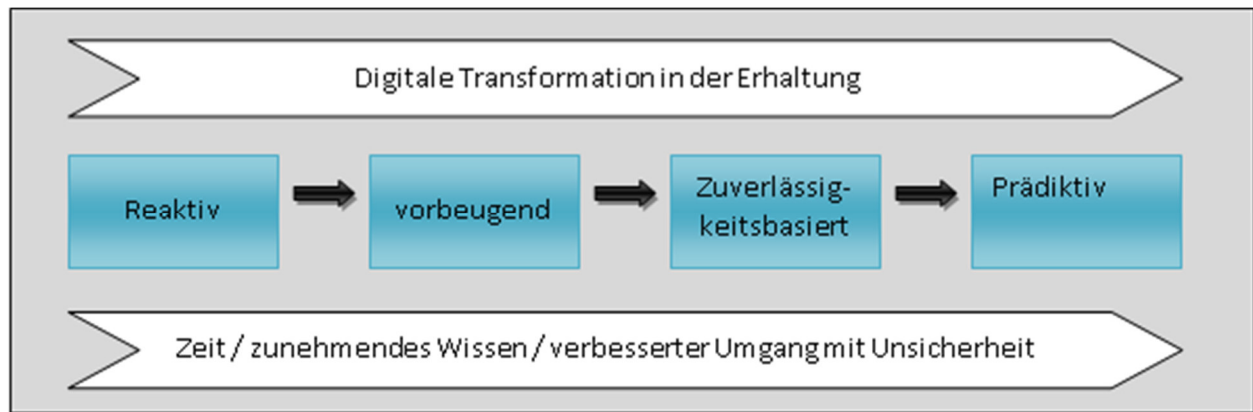 Digitale Transformation in der Erhaltung
Reaktiv
vorbeugend
Zuverlässig-
keitsbasiert
Prädiktiv
Zeit / zunehmendes Wissen / verbesserter Umgang mit Unsicherheit